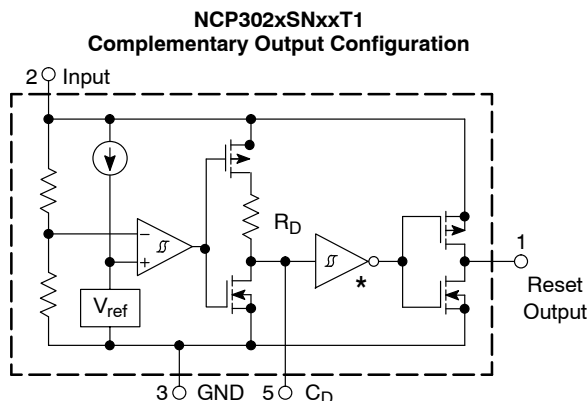 NCP302xSNxxT1
Complementary Output Configuration
2 Input
R_D
1
Reset
Output
V_ref
*
3 GND
5 C_D